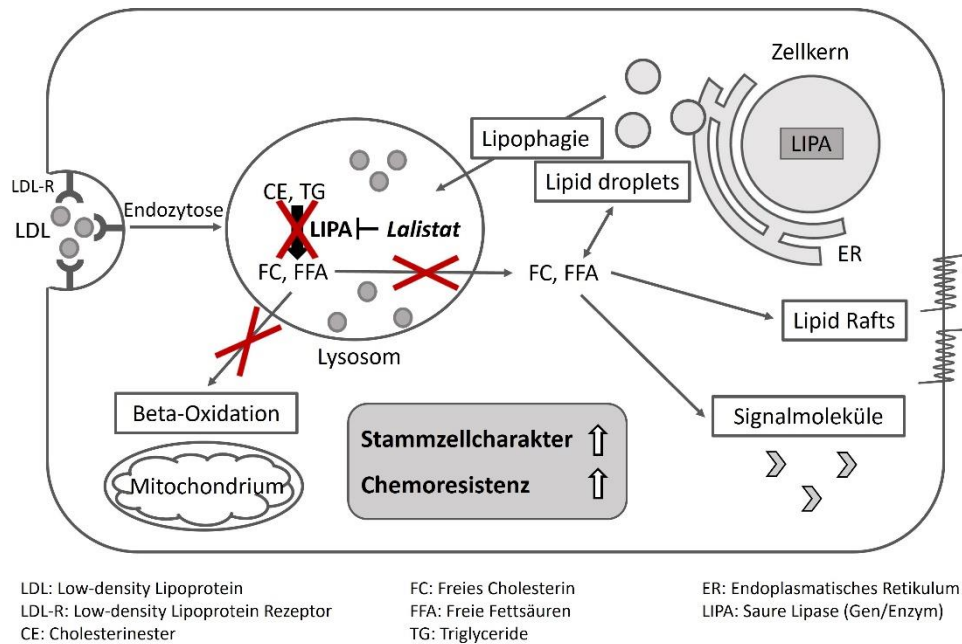 Zellkern
LIPA
Lipophagie
Lipid droplets
ER
LDL-R
LDL
Endozytose
CE, TG
LIPA
Lalistat
FC, FFA
FC, FFA
Lysosom
Lipid Rafts
Beta-Oxidation
Signalmoleküle
Mitochondrium
Stammzellcharakter ⇧
Chemoresistenz ⇧
LDL: Low-density Lipoprotein
LDL-R: Low-density Lipoprotein Rezeptor
CE: Cholesterinester
FC: Freies Cholesterin
FFA: Freie Fettsäuren
TG: Triglyceride
ER: Endoplasmatisches Retikulum
LIPA: Saure Lipase (Gen/Enzym)